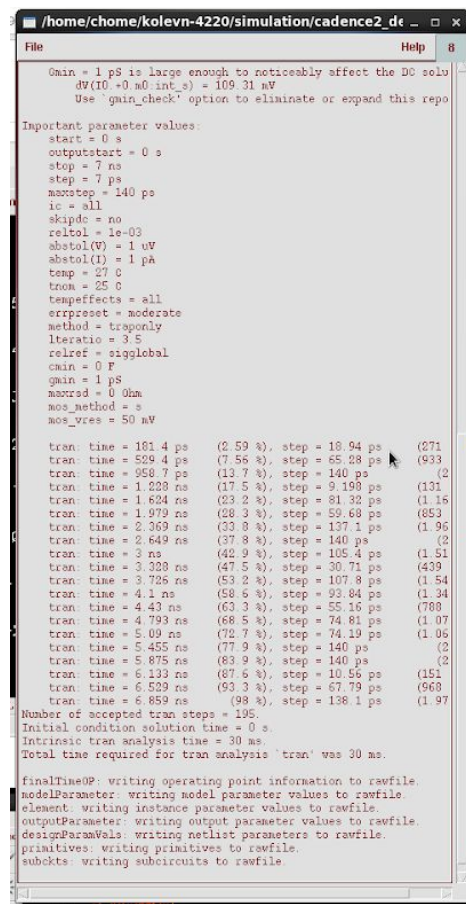 /home/chome/kolevn-4220/simulation/cadence2_de
File Help 8
Gmin = 1 pS is large enough to noticeably affect the DC solu
dV(I0.+0.m0:int_s) = 109.31 mV
Use `gmin_check' option to eliminate or expand this repo
Important parameter values:
start = 0 s
outputstart = 0 s
stop = 7 ns
step = 7 ps
maxstep = 140 ps
ic = all
skipdc = no
reltol = 1e-03
abstol(V) = 1 uV
abstol(I) = 1 pA
temp = 27 C
tnom = 25 C
tempeffects = all
errpreset = moderate
method = traponly
lteratio = 3.5
relref = sigglobal
cmin = 0 F
gmin = 1 pS
maxrsd = 0 Ohm
mos_method = s
mos_vres = 50 mV
tran: time = 181.4 ps (2.59 %), step = 18.94 ps (271
tran: time = 529.4 ps (7.56 %), step = 65.28 ps (933
tran: time = 958.7 ps (13.7 %), step = 140 ps (2
tran: time = 1.228 ns (17.5 %), step = 9.198 ps (131
tran: time = 1.624 ns (23.2 %), step = 81.32 ps (1.16
tran: time = 1.979 ns (28.3 %), step = 59.68 ps (853
tran: time = 2.369 ns (33.8 %), step = 137.1 ps (1.96
tran: time = 2.649 ns (37.8 %), step = 140 ps (2
tran: time = 3 ns (42.9 %), step = 105.4 ps (1.51
tran: time = 3.328 ns (47.5 %), step = 30.71 ps (439
tran: time = 3.726 ns (53.2 %), step = 107.8 ps (1.54
tran: time = 4.1 ns (58.6 %), step = 93.84 ps (1.34
tran: time = 4.43 ns (63.3 %), step = 55.16 ps (788
tran: time = 4.793 ns (68.5 %), step = 74.81 ps (1.07
tran: time = 5.09 ns (72.7 %), step = 74.19 ps (1.06
tran: time = 5.455 ns (77.9 %), step = 140 ps (2
tran: time = 5.875 ns (83.9 %), step = 140 ps (2
tran: time = 6.133 ns (87.6 %), step = 10.56 ps (151
tran: time = 6.529 ns (93.3 %), step = 67.79 ps (968
tran: time = 6.859 ns (98 %), step = 138.1 ps (1.97
Number of accepted tran steps = 195.
Initial condition solution time = 0 s.
Intrinsic tran analysis time = 30 ms.
Total time required for tran analysis `tran' was 30 ms.
finalTimeOP: writing operating point information to rawfile.
modelParameter: writing model parameter values to rawfile.
element: writing instance parameter values to rawfile.
outputParameter: writing output parameter values to rawfile.
designParamVals: writing netlist parameters to rawfile.
primitives: writing primitives to rawfile.
subckts: writing subcircuits to rawfile.